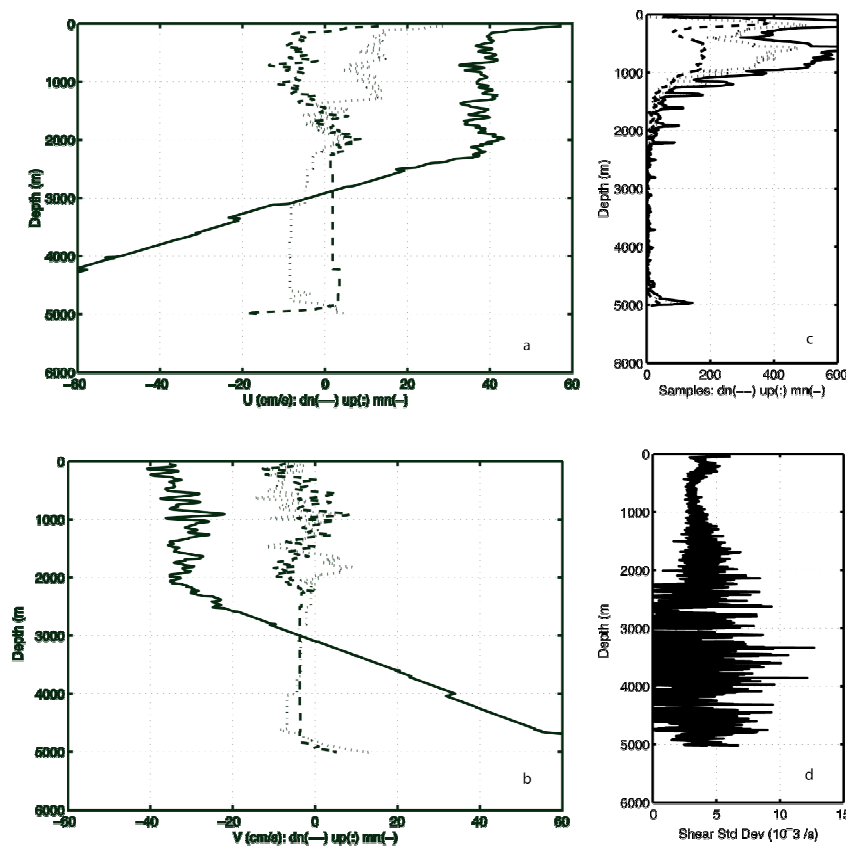 0
1000
2000
3000
4000
5000
6000
Depth (m)
−60 −40 −20 0 20 40 60
U (cm/s): dn(−−) up(:) mn(−)
a
0
1000
2000
3000
4000
5000
6000
Depth (m)
0 200 400 600
Samples: dn(−−) up(:) mn(−)
c
0
1000
2000
3000
4000
5000
6000
Depth (m
−60 −40 −20 0 20 40 60
V (cm/s): dn(−−) up(:) mn(−)
b
0
1000
2000
3000
4000
5000
6000
Depth (m
0 5 10 15
Shear Std Dev (10⁻3 /s)
d